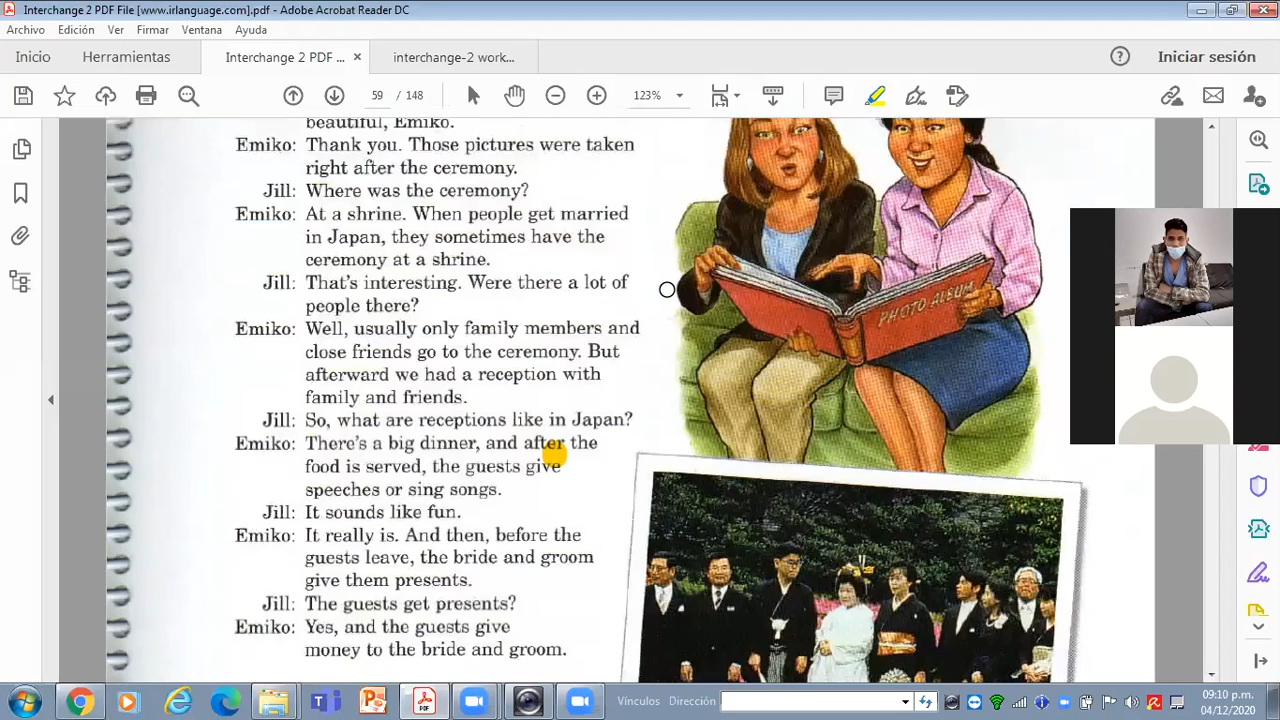 Interchange 2 PDF File [www.irlanguage.com].pdf - Adobe Acrobat Reader DC
Archivo Edición Ver Firmar Ventana Ayuda
Inicio Herramientas Interchange 2 PDF ... × interchange-2 work... Iniciar sesión
59 / 148 123%
beautiful, Emiko.
Emiko: Thank you. Those pictures were taken
right after the ceremony.
Jill: Where was the ceremony?
Emiko: At a shrine. When people get married
in Japan, they sometimes have the
ceremony at a shrine.
Jill: That's interesting. Were there a lot of
people there?
Emiko: Well, usually only family members and
close friends go to the ceremony. But
afterward we had a reception with
family and friends.
Jill: So, what are receptions like in Japan?
Emiko: There's a big dinner, and after the
food is served, the guests give
speeches or sing songs.
Jill: It sounds like fun.
Emiko: It really is. And then, before the
guests leave, the bride and groom
give them presents.
Jill: The guests get presents?
Emiko: Yes, and the guests give
money to the bride and groom.
PHOTO ALBUM
Vínculos Dirección
09:10 p.m.
04/12/2020